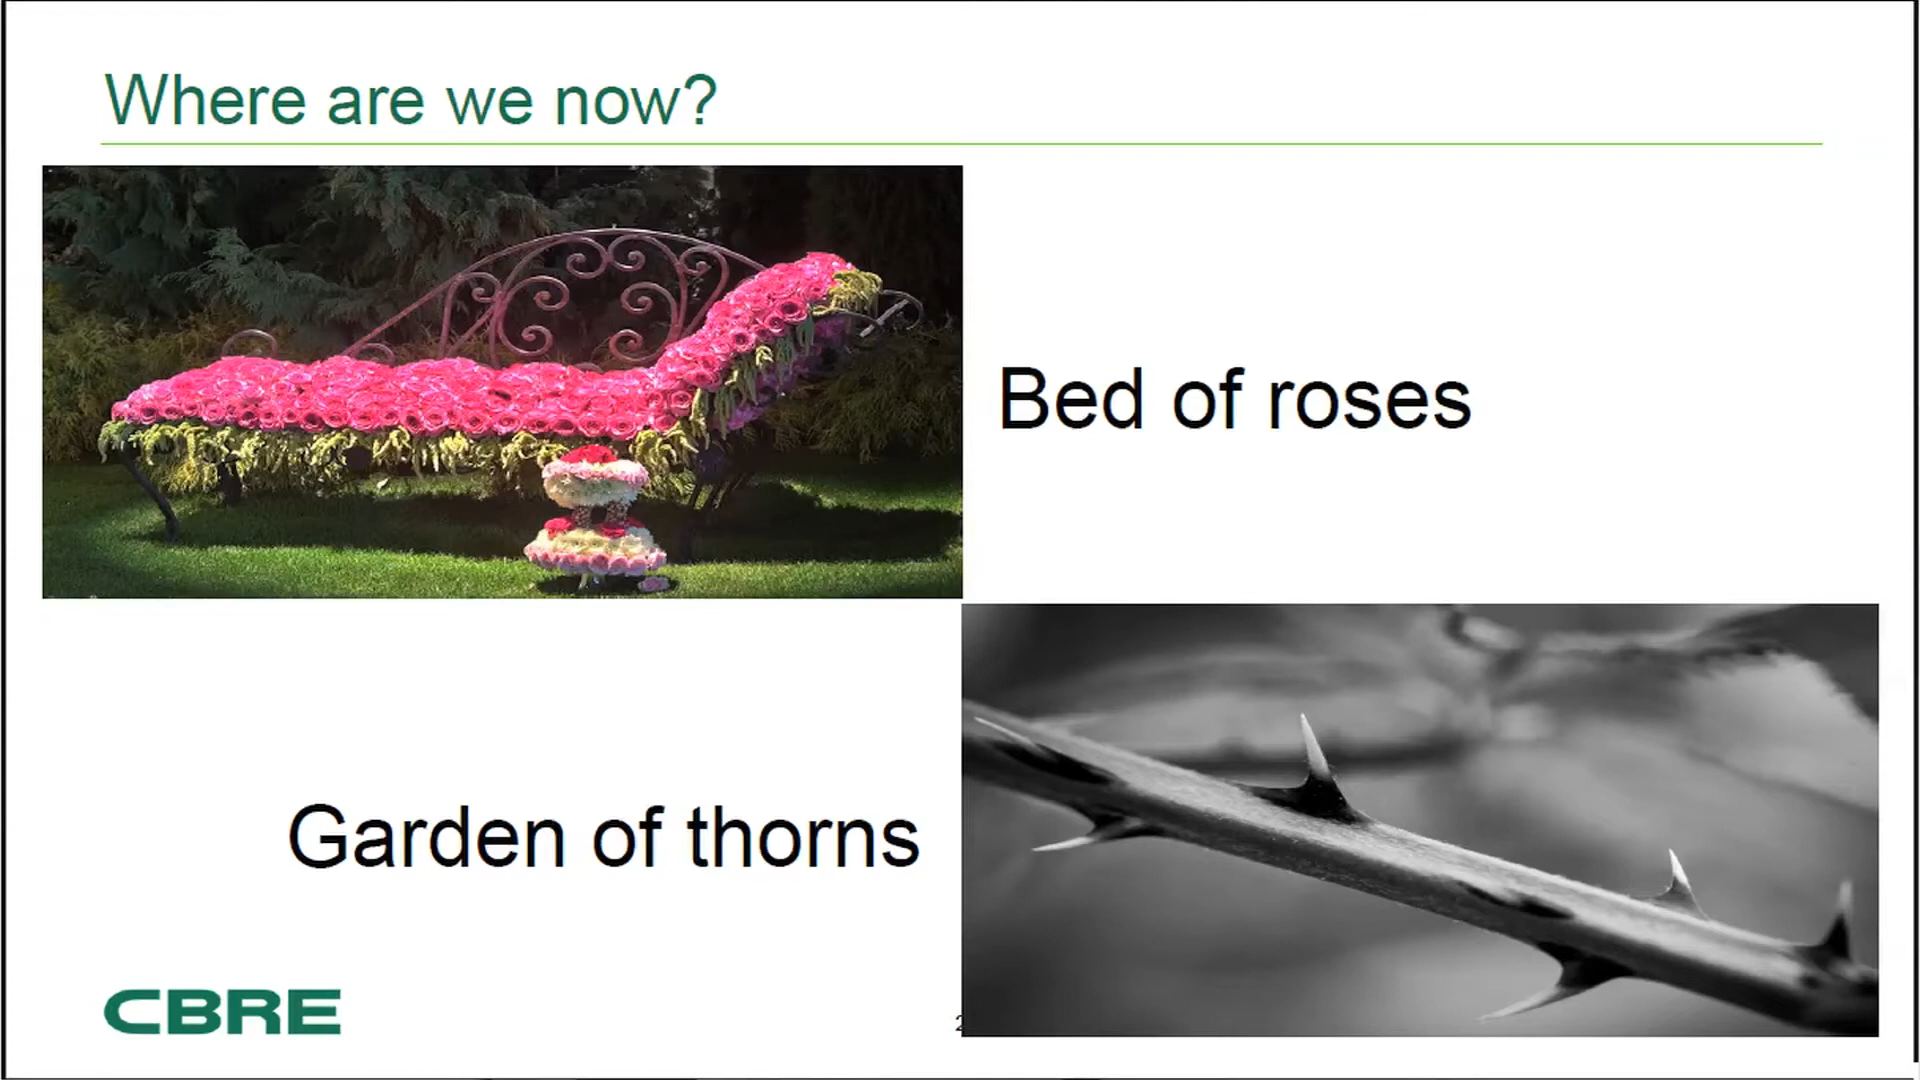 Where are we now?
Bed of roses
Garden of thorns
CBRE